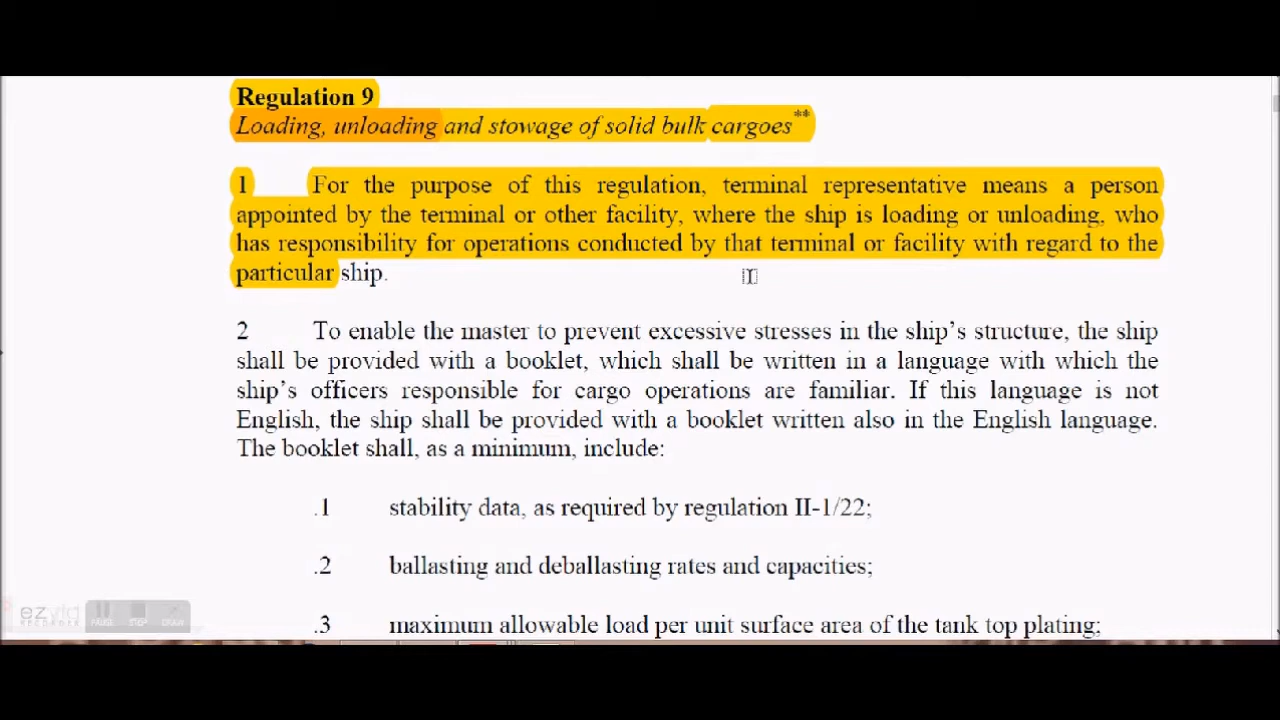 Regulation 9
Loading, unloading and stowage of solid bulk cargoes**
1 For the purpose of this regulation, terminal representative means a person
appointed by the terminal or other facility, where the ship is loading or unloading, who
has responsibility for operations conducted by that terminal or facility with regard to the
particular ship.
2 To enable the master to prevent excessive stresses in the ship's structure, the ship
shall be provided with a booklet, which shall be written in a language with which the
ship's officers responsible for cargo operations are familiar. If this language is not
English, the ship shall be provided with a booklet written also in the English language.
The booklet shall, as a minimum, include:
.1 stability data, as required by regulation II-1/22;
.2 ballasting and deballasting rates and capacities;
.3 maximum allowable load per unit surface area of the tank top plating;
ezvid
RECORDER
PAUSE STOP DRAW